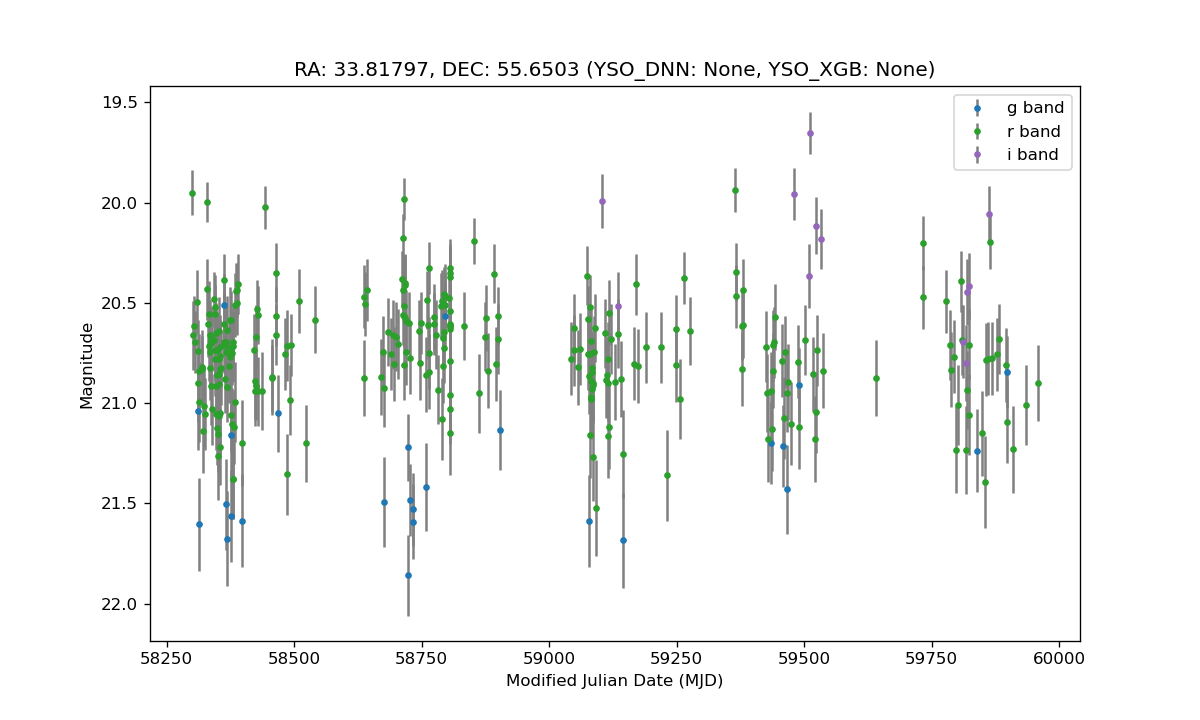 RA: 33.81797, DEC: 55.6503 (YSO_DNN: None, YSO_XGB: None)
g band
r band
i band
19.5
20.0
20.5
21.0
21.5
22.0
Magnitude
58250 58500 58750 59000 59250 59500 59750 60000
Modified Julian Date (MJD)